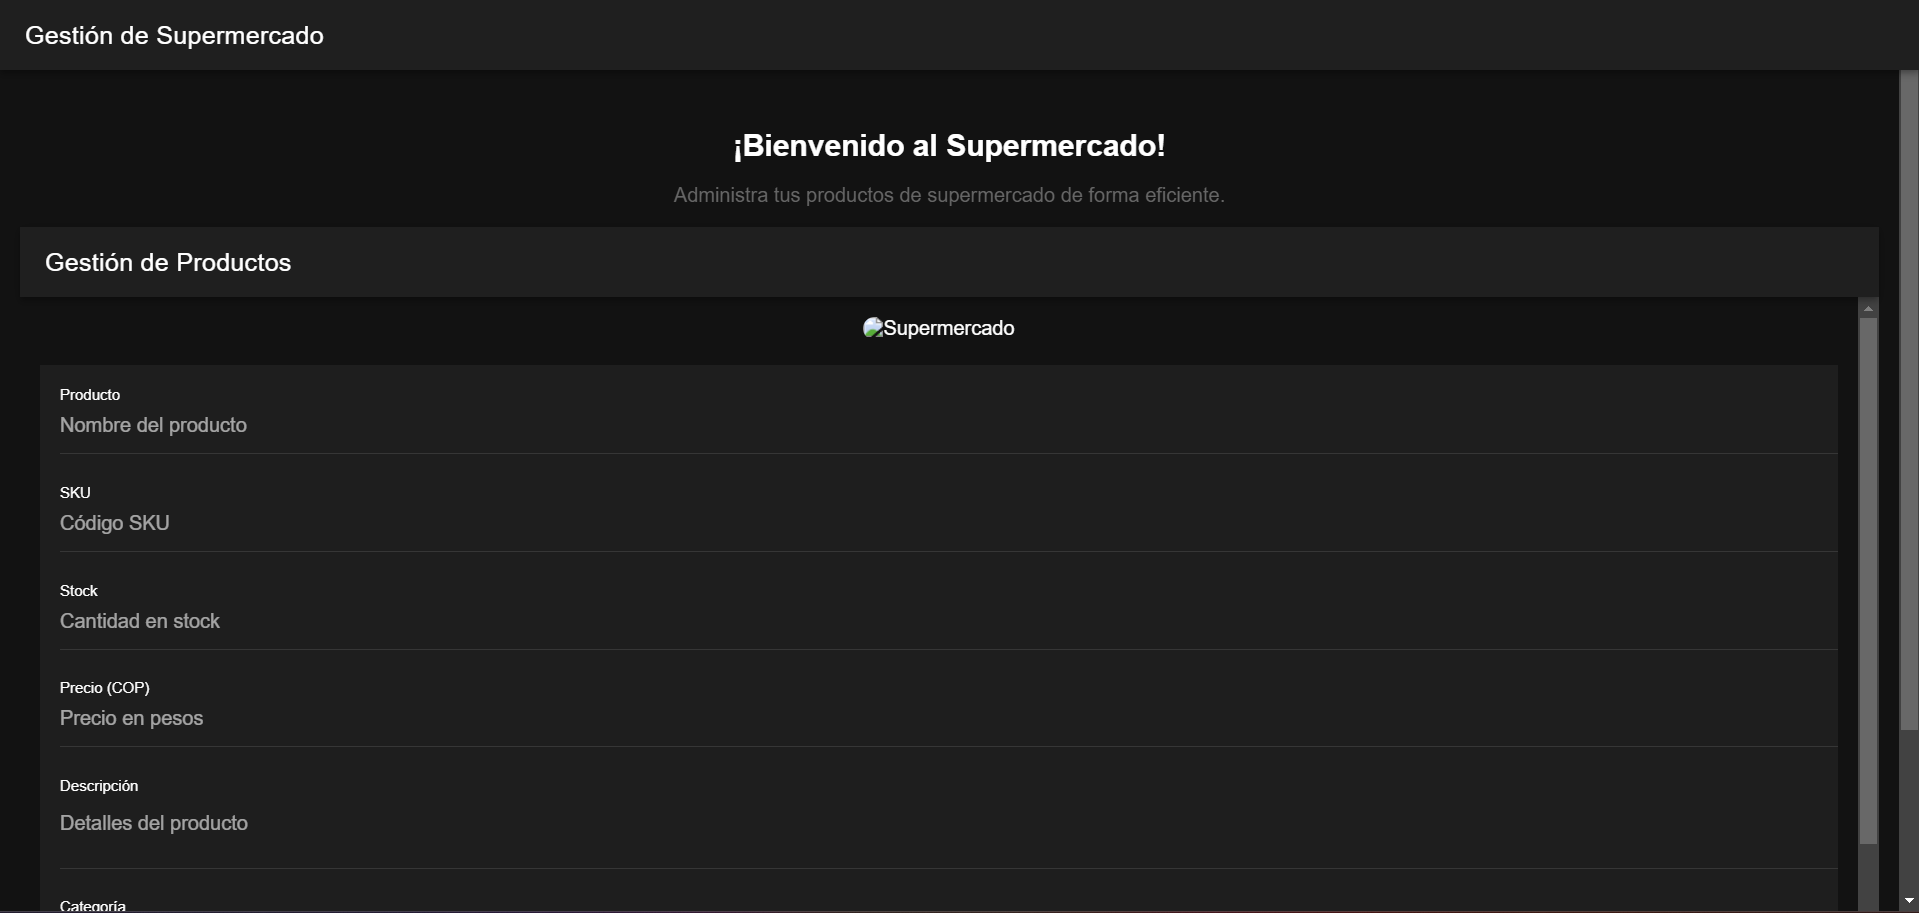 Gestión de Supermercado
¡Bienvenido al Supermercado!
Administra tus productos de supermercado de forma eficiente.
Gestión de Productos
Supermercado
Producto
Nombre del producto
SKU
Código SKU
Stock
Cantidad en stock
Precio (COP)
Precio en pesos
Descripción
Detalles del producto
Categoría